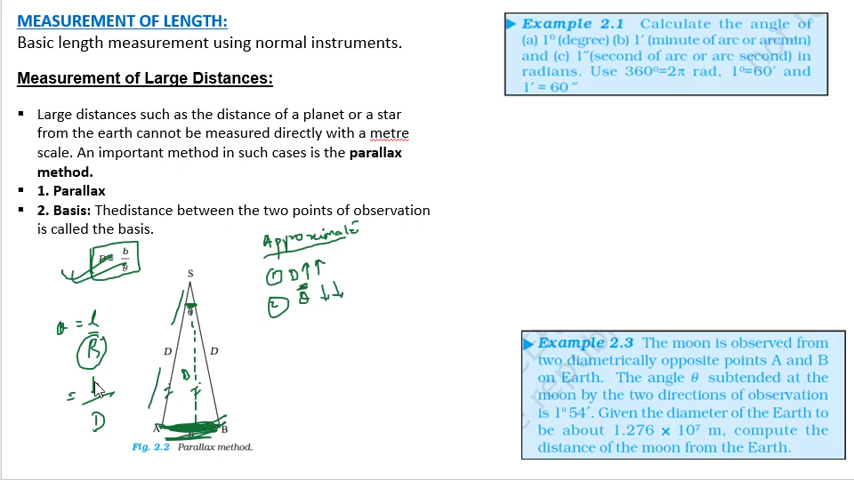 MEASUREMENT OF LENGTH:
Basic length measurement using normal instruments.
Measurement of Large Distances:
▪ Large distances such as the distance of a planet or a star
from the earth cannot be measured directly with a metre
scale. An important method in such cases is the parallax
method.
▪ 1. Parallax
▪ 2. Basis: Thedistance between the two points of observation
is called the basis.
b
θ
Approximate
① D ↑↑
② θ ↓↓
S
θ
D
D
D
θ = l
R
=
D
A
B
Fig. 2.2 Parallax method.
Example 2.1 Calculate the angle of
(a) 1° (degree) (b) 1′ (minute of arc or arcmin)
and (c) 1″(second of arc or arc second) in
radians. Use 360°=2π rad, 1°=60′ and
1′ = 60 ″
Example 2.3 The moon is observed from
two diametrically opposite points A and B
on Earth. The angle θ subtended at the
moon by the two directions of observation
is 1° 54′. Given the diameter of the Earth to
be about 1.276 × 10⁷ m, compute the
distance of the moon from the Earth.